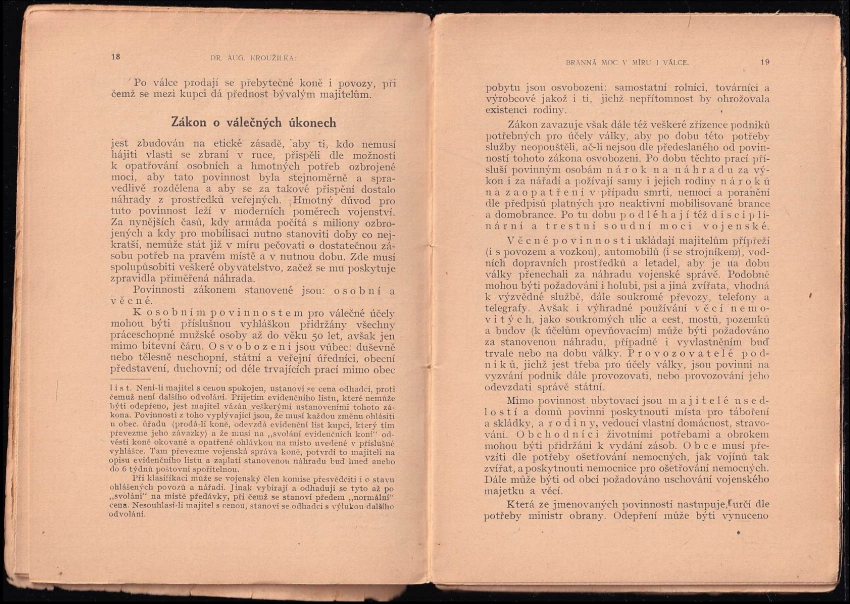 18
DR. AUG. KROUŽILKA:
Po válce prodají se přebytečné koně i povozy, při
čemž se mezi kupci dá přednost bývalým majitelům.
Zákon o válečných úkonech
jest zbudován na etické zásadě, aby ti, kdo nemusí
hájiti vlasti se zbraní v ruce, přispěli dle možnosti
k opatřování osobních a hmotných potřeb ozbrojené
moci, aby tato povinnost byla stejnoměrně a spra-
vedlivě rozdělena a aby se za takové přispění dostalo
náhrady z prostředků veřejných. Hmotný důvod pro
tuto povinnost leží v moderních poměrech vojenství.
Za nynějších časů, kdy armáda počítá s miliony ozbro-
jených a kdy pro mobilisaci nutno stanoviti doby co nej-
kratší, nemůže stát již v míru pečovati o dostatečnou zá-
sobu potřeb na pravém místě a v nutnou dobu. Zde musí
spolupůsobiti veškeré obyvatelstvo, začež se mu poskytuje
zpravidla přiměřená náhrada.
Povinnosti zákonem stanovené jsou: osobní a
věcné.
K osobním povinnostem pro válečné účely
mohou býti příslušnou vyhláškou přidržány všechny
práceschopné mužské osoby až do věku 50 let, avšak jen
mimo bitevní čáru. Osvobozeni jsou vůbec: duševně
nebo tělesně neschopní, státní a veřejní úředníci, obecní
představení, duchovní; od déle trvajících prací mimo obec
list. Není-li majitel s cenou spokojen, ustanoví se cena odhadci, proti
čemuž není dalšího odvolání. Přijetím evidenčního listu, které nemůže
býti odepřeno, jest majitel vázán veškerými ustanoveními tohoto zá-
kona. Povinnosti z toho vyplývající jsou, že musí každou změnu ohlásiti
u obec. úřadu (prodá-li koně, odevzdá evidenční list kupci, který tím
převezme jeho závazky) a že musí na „svolání evidenčních koní" od-
vésti koně okované a opatřené ohlávkou na místo uvedené v příslušné
vyhlášce. Tam převezme vojenská správa koně, potvrdí to majiteli na
opisu evidenčního listu a zaplatí stanovenou náhradu buď ihned anebo
do 6 týdnů poštovní spořitelnou.
Při klasifikaci může se vojenský člen komise přesvědčiti i o stavu
ohlášených povozů a nářadí. Jinak vybírají a odhadují se tyto až po
„svolání" na místě předávky, při čemž se stanoví předem „normální"
cena. Nesouhlasí-li majitel s cenou, stanoví se odhadci s výlukou dalšího
odvolání.
BRANNÁ MOC V MÍRU I VÁLCE.
19
pobytu jsou osvobozeni: samostatní rolníci, továrníci a
výrobcové jakož i ti, jichž nepřítomnost by ohrožovala
existenci rodiny.
Zákon zavazuje však dále též veškeré zřízence podniků
potřebných pro účely války, aby po dobu této potřeby
služby neopouštěli, ač-li nejsou dle předeslaného od povin-
ností tohoto zákona osvobozeni. Po dobu těchto prací pří-
sluší povinným osobám nárok na náhradu za vý-
kon i za nářadí a požívají samy i jejich rodiny nároků
na zaopatření v případu smrti, nemoci a poranění
dle předpisů platných pro neaktivní mobilisované brance
a domobrance. Po tu dobu podléhají též discipli-
nární a trestní soudní moci vojenské.
Věcné povinnosti ukládají majitelům přípřeží
(i s povozem a vozkou), automobilů (i se strojníkem), vod-
ních dopravních prostředků a letadel, aby je na dobu
války přenechali za náhradu vojenské správě. Podobně
mohou býti požadováni i holubi, psi a jiná zvířata, vhodná
k výzvědné službě, dále soukromé převozy, telefony a
telegrafy. Avšak i výhradné používání věcí nemo-
vitých, jako soukromých ulic a cest, mostů, pozemků
a budov (k účelům opevňovacím) může býti požadováno
za stanovenou náhradu, případně i vyvlastněním buď
trvale nebo na dobu války. Provozovatelé pod-
niků, jichž jest třeba pro účely války, jsou povinni na
vyzvání podnik dále provozovati, nebo provozování jeho
odevzdati správě státní.
Mimo povinnost ubytovací jsou majitelé used-
lostí a domů povinni poskytnouti místa pro táboření
a skládky, a rodiny, vedoucí vlastní domácnost, stravo-
vání. Obchodníci životními potřebami a obrokem
mohou býti přidržáni k vydání zásob. Obce musí pře-
vzíti dle potřeby ošetřování nemocných, jak vojínů tak
zvířat, a poskytnouti nemocnice pro ošetřování nemocných.
Dále může býti od obcí požadováno uschování vojenského
majetku a věcí.
Která ze jmenovaných povinností nastupuje, určí dle
potřeby ministr obrany. Odepření může býti vynuceno